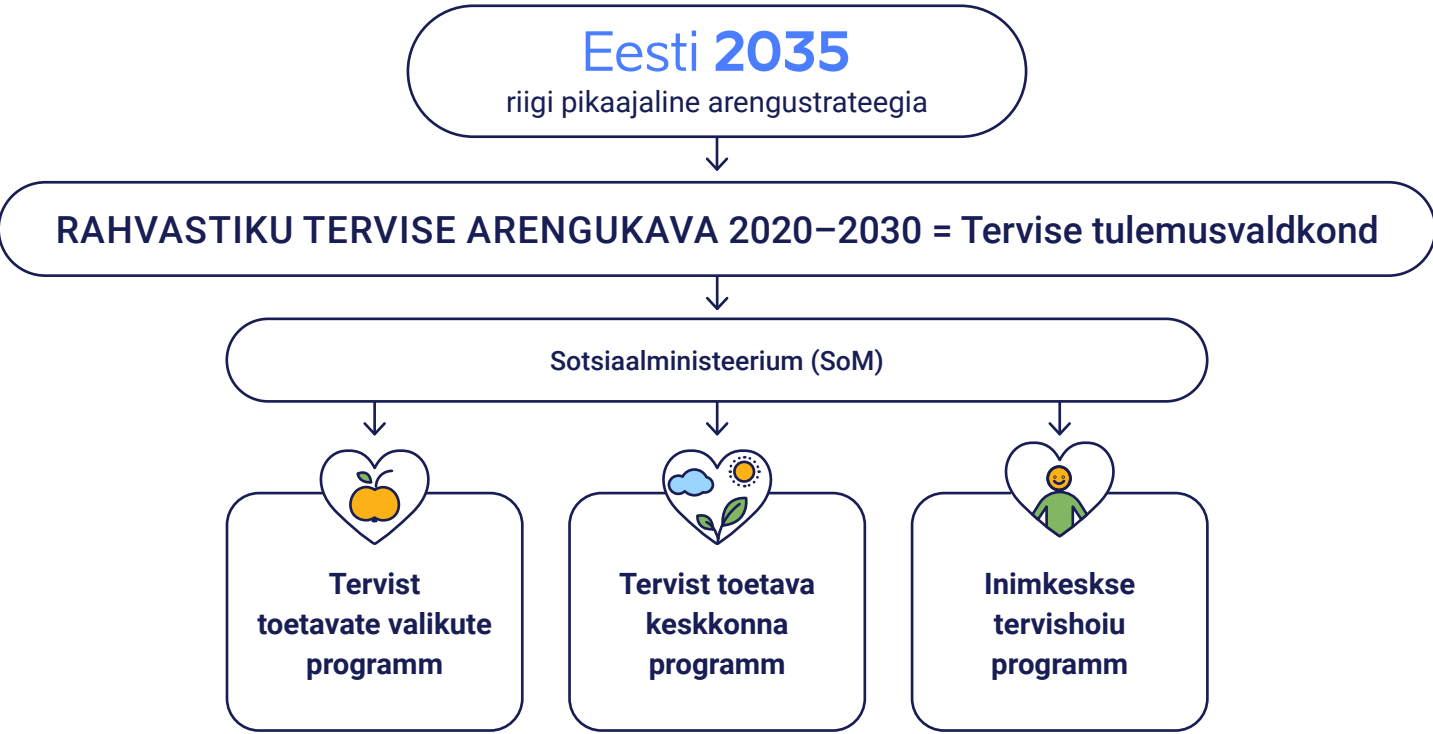 Eesti 2035
riigi pikaajaline arengustrateegia
RAHVASTIKU TERVISE ARENGUKAVA 2020–2030 = Tervise tulemusvaldkond
Sotsiaalministeerium (SoM)
Tervist
toetavate valikute
programm
Tervist toetava
keskkonna
programm
Inimkeskse
tervishoiu
programm